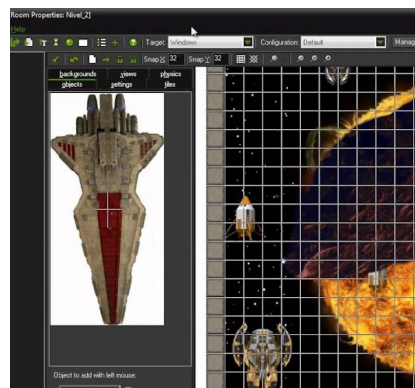 Room Properties: Nivel_2]
Help
Target: Windows Configuration: Default Manag
Snap X: 32 Snap Y: 32
backgrounds views physics
objects settings tiles
Object to add with left mouse: